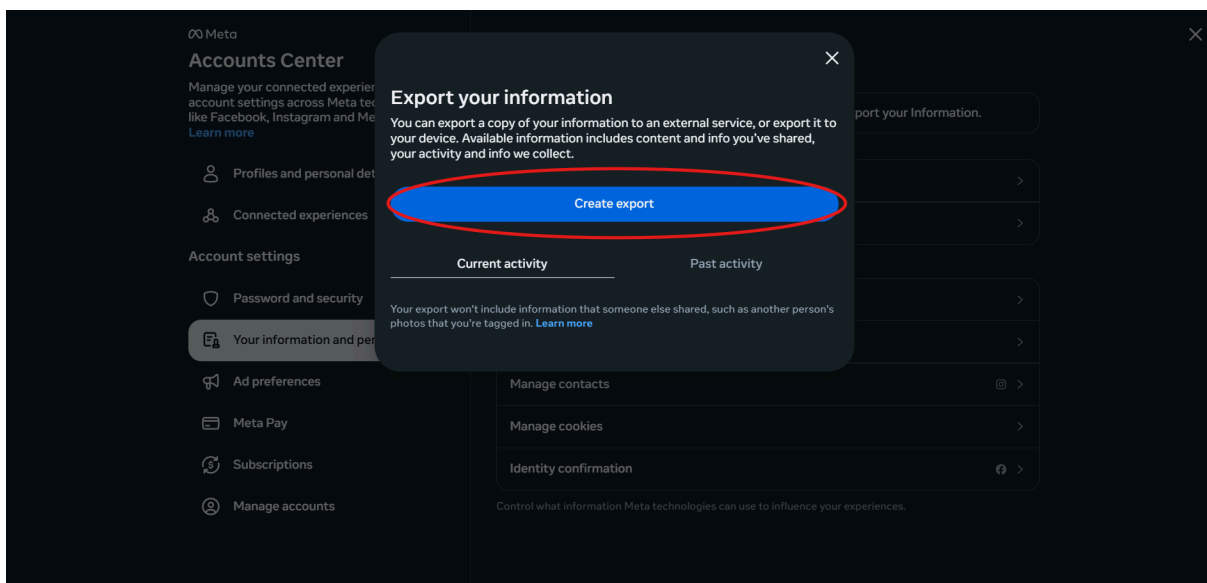 Meta
Accounts Center
Manage your connected experien
account settings across Meta tec
like Facebook, Instagram and Me
Learn more
Profiles and personal det
Connected experiences
Account settings
Password and security
Your information and per
Ad preferences
Meta Pay
Subscriptions
Manage accounts
Export your information
You can export a copy of your information to an external service, or export it to
your device. Available information includes content and info you've shared,
your activity and info we collect.
Create export
Current activity
Past activity
Your export won't include information that someone else shared, such as another person's
photos that you're tagged in. Learn more
port your Information.
Manage contacts
Manage cookies
Identity confirmation
Control what information Meta technologies can use to influence your experiences.